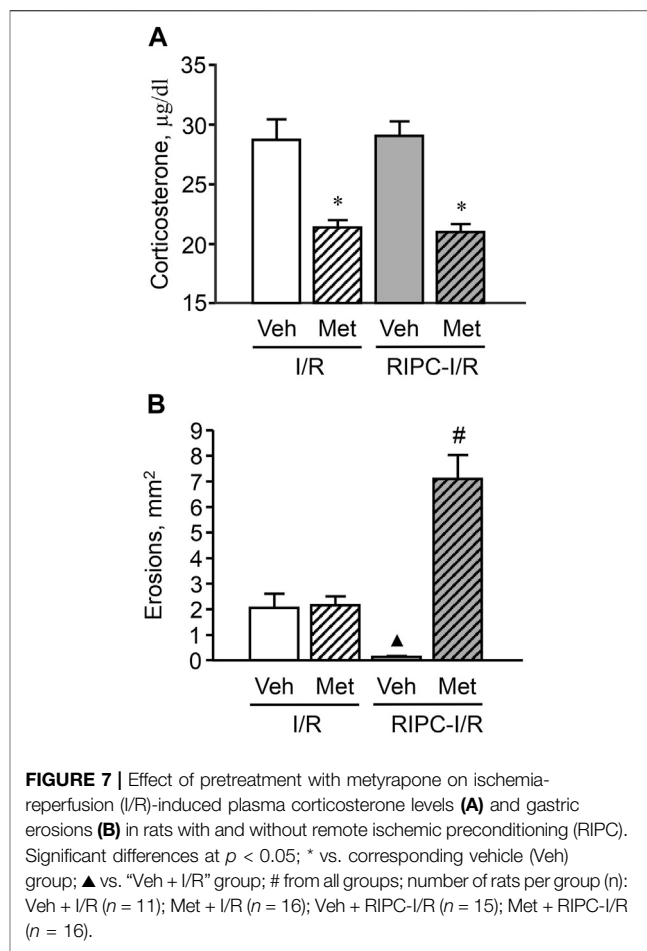 A
Corticosterone, µg/dl
35
30
25
20
15
*
*
Veh Met Veh Met
I/R RIPC-I/R
B
Erosions, mm²
9
8
7
6
5
4
3
2
1
0
▲
#
Veh Met Veh Met
I/R RIPC-I/R
FIGURE 7 | Effect of pretreatment with metyrapone on ischemia-
reperfusion (I/R)-induced plasma corticosterone levels (A) and gastric
erosions (B) in rats with and without remote ischemic preconditioning (RIPC).
Significant differences at p < 0.05; * vs. corresponding vehicle (Veh)
group; ▲ vs. “Veh + I/R” group; # from all groups; number of rats per group (n):
Veh + I/R (n = 11); Met + I/R (n = 16); Veh + RIPC-I/R (n = 15); Met + RIPC-I/R
(n = 16).